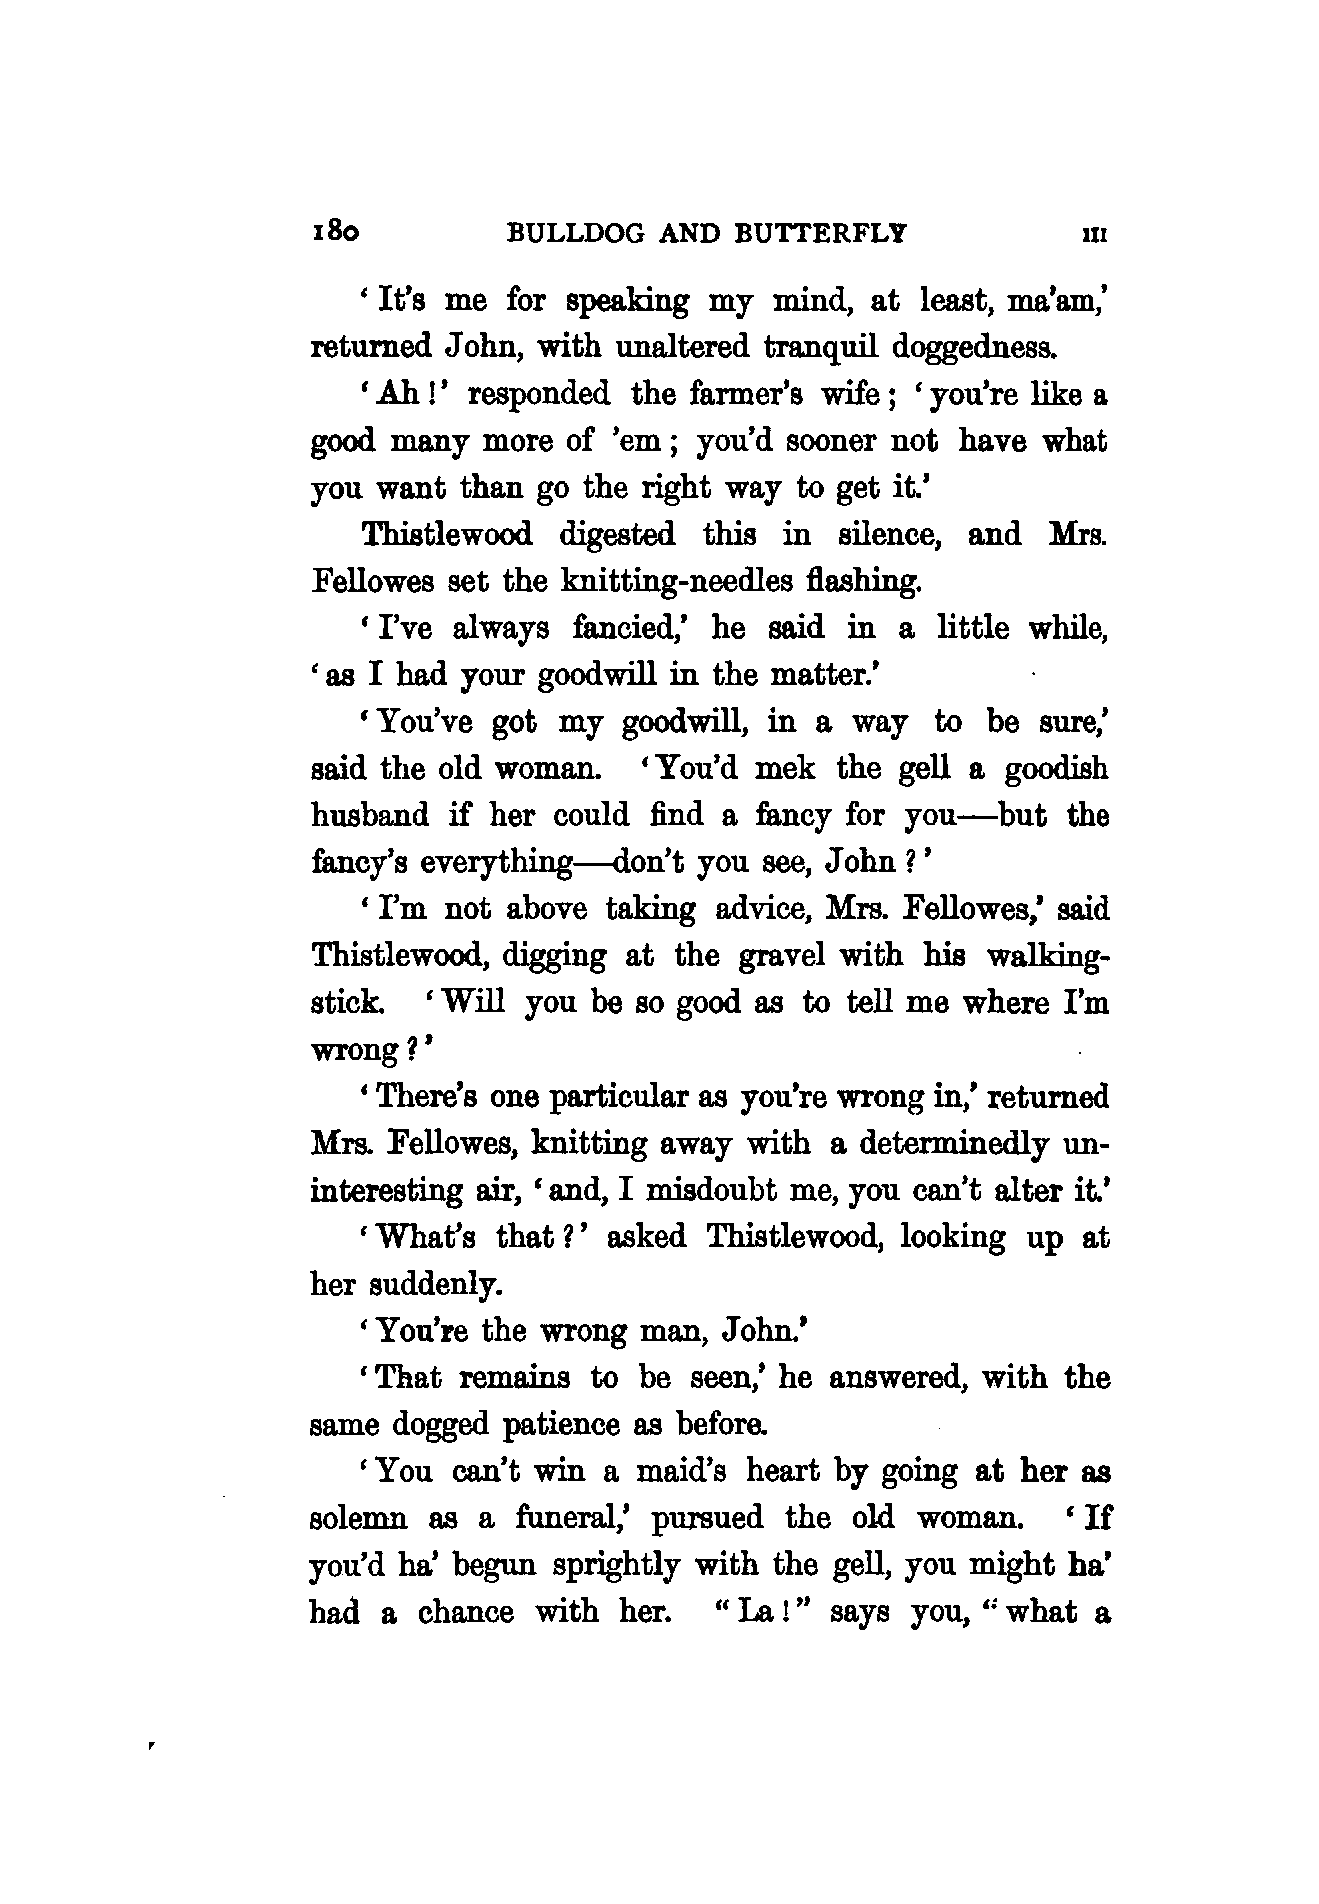 180 BULLDOG AND BUTTERFLY III
‘It’s me for speaking my mind, at least, ma’am,’
returned John, with unaltered tranquil doggedness.
‘Ah!’ responded the farmer’s wife; ‘you’re like a
good many more of ’em; you’d sooner not have what
you want than go the right way to get it.’
Thistlewood digested this in silence, and Mrs.
Fellowes set the knitting-needles flashing.
‘I’ve always fancied,’ he said in a little while,
‘as I had your goodwill in the matter.’
‘You’ve got my goodwill, in a way to be sure,’
said the old woman. ‘You’d mek the gell a goodish
husband if her could find a fancy for you—but the
fancy’s everything—don’t you see, John?’
‘I’m not above taking advice, Mrs. Fellowes,’ said
Thistlewood, digging at the gravel with his walking-
stick. ‘Will you be so good as to tell me where I’m
wrong?’
‘There’s one particular as you’re wrong in,’ returned
Mrs. Fellowes, knitting away with a determinedly un-
interesting air, ‘and, I misdoubt me, you can’t alter it.’
‘What’s that?’ asked Thistlewood, looking up at
her suddenly.
‘You’re the wrong man, John.’
‘That remains to be seen,’ he answered, with the
same dogged patience as before.
‘You can’t win a maid’s heart by going at her as
solemn as a funeral,’ pursued the old woman. ‘If
you’d ha’ begun sprightly with the gell, you might ha’
had a chance with her. “La!” says you, “what a